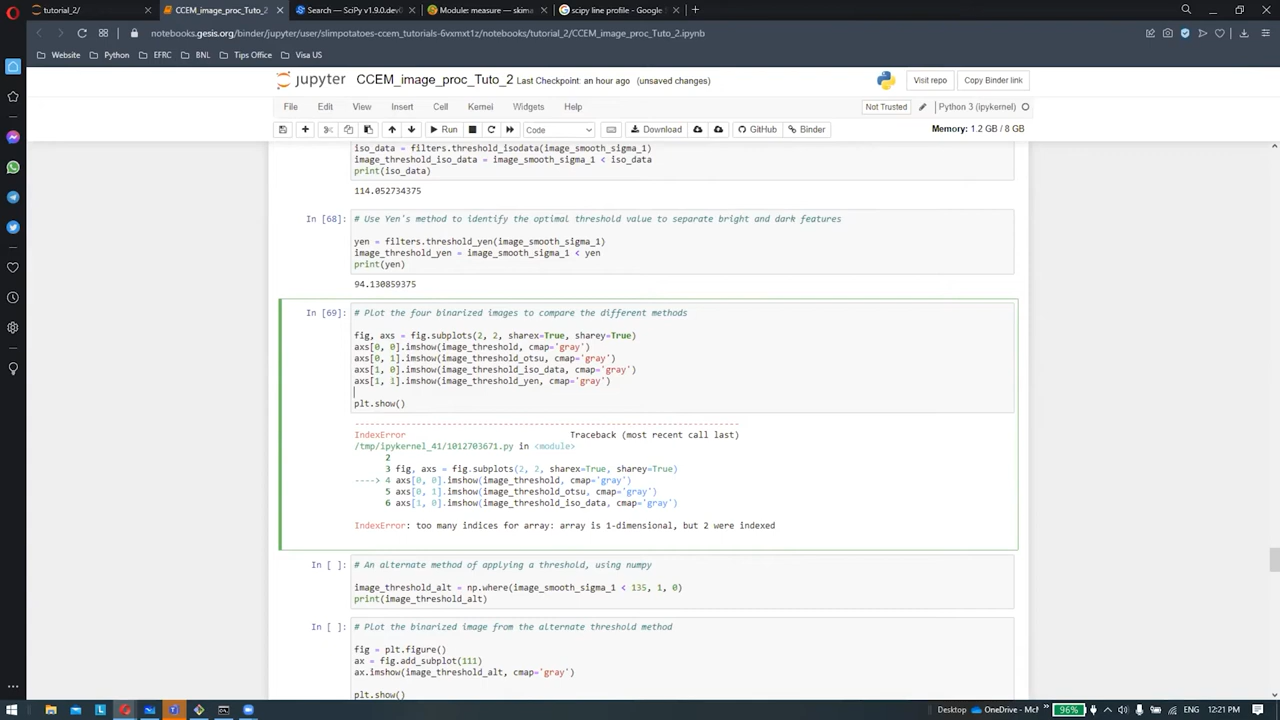 tutorial_2/
CCEM_image_proc_Tuto_2
Search — SciPy v1.9.0.dev0
Module: measure — skima
scipy line profile - Google
notebooks.gesis.org/binder/jupyter/user/slimpotatoes-ccem_tutorials-6vxmxt1z/notebooks/tutorial_2/CCEM_image_proc_Tuto_2.ipynb
Website Python EFRC BNL Tips Office Visa US
jupyter CCEM_image_proc_Tuto_2 Last Checkpoint: an hour ago (unsaved changes)
Visit repo Copy Binder link
File Edit View Insert Cell Kernel Widgets Help
Not Trusted Python 3 (ipykernel)
Run Code Download GitHub Binder
Memory: 1.2 GB / 8 GB
iso_data = filters.threshold_isodata(image_smooth_sigma_1)
image_threshold_iso_data = image_smooth_sigma_1 < iso_data
print(iso_data)
114.052734375
In [68]: # Use Yen's method to identify the optimal threshold value to separate bright and dark features
yen = filters.threshold_yen(image_smooth_sigma_1)
image_threshold_yen = image_smooth_sigma_1 < yen
print(yen)
94.130859375
In [69]: # Plot the four binarized images to compare the different methods
fig, axs = fig.subplots(2, 2, sharex=True, sharey=True)
axs[0, 0].imshow(image_threshold, cmap='gray')
axs[0, 1].imshow(image_threshold_otsu, cmap='gray')
axs[1, 0].imshow(image_threshold_iso_data, cmap='gray')
axs[1, 1].imshow(image_threshold_yen, cmap='gray')
plt.show()
---------------------------------------------------------------------------
IndexError Traceback (most recent call last)
/tmp/ipykernel_41/1012703671.py in <module>
2
3 fig, axs = fig.subplots(2, 2, sharex=True, sharey=True)
----> 4 axs[0, 0].imshow(image_threshold, cmap='gray')
5 axs[0, 1].imshow(image_threshold_otsu, cmap='gray')
6 axs[1, 0].imshow(image_threshold_iso_data, cmap='gray')
IndexError: too many indices for array: array is 1-dimensional, but 2 were indexed
In [ ]: # An alternate method of applying a threshold, using numpy
image_threshold_alt = np.where(image_smooth_sigma_1 < 135, 1, 0)
print(image_threshold_alt)
In [ ]: # Plot the binarized image from the alternate threshold method
fig = plt.figure()
ax = fig.add_subplot(111)
ax.imshow(image_threshold_alt, cmap='gray')
plt.show()
Desktop OneDrive - McM 96% ENG 12:21 PM